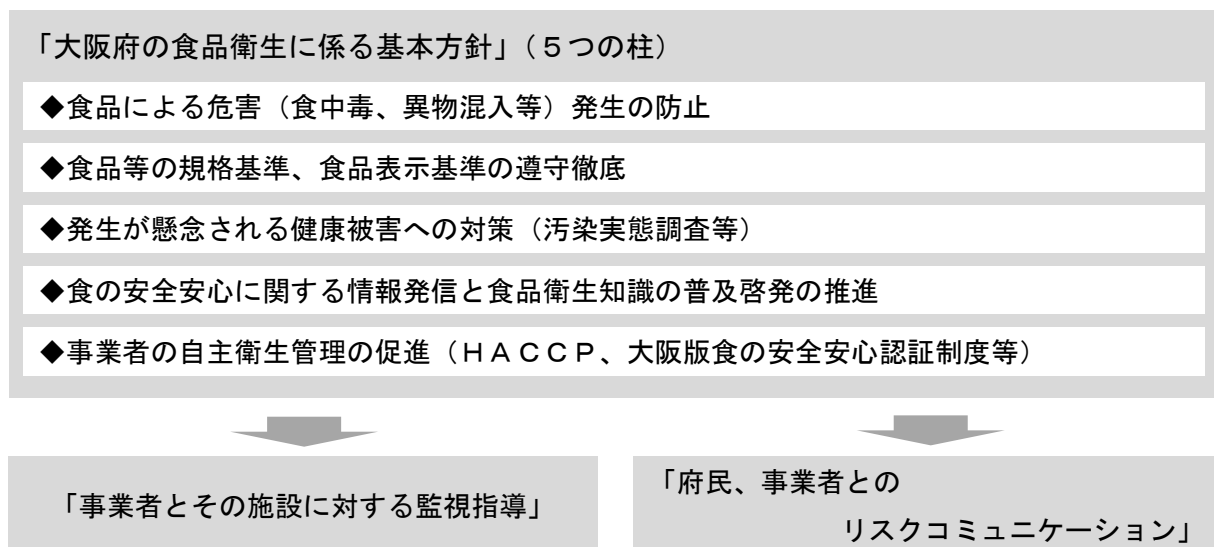 「大阪府の食品衛生に係る基本方針」（５つの柱）
◆食品による危害（食中毒、異物混入等）発生の防止
◆食品等の規格基準、食品表示基準の遵守徹底
◆発生が懸念される健康被害への対策（汚染実態調査等）
◆食の安全安心に関する情報発信と食品衛生知識の普及啓発の推進
◆事業者の自主衛生管理の促進（ＨＡＣＣＰ、大阪版食の安全安心認証制度等）
「事業者とその施設に対する監視指導」
「府民、事業者との
リスクコミュニケーション」